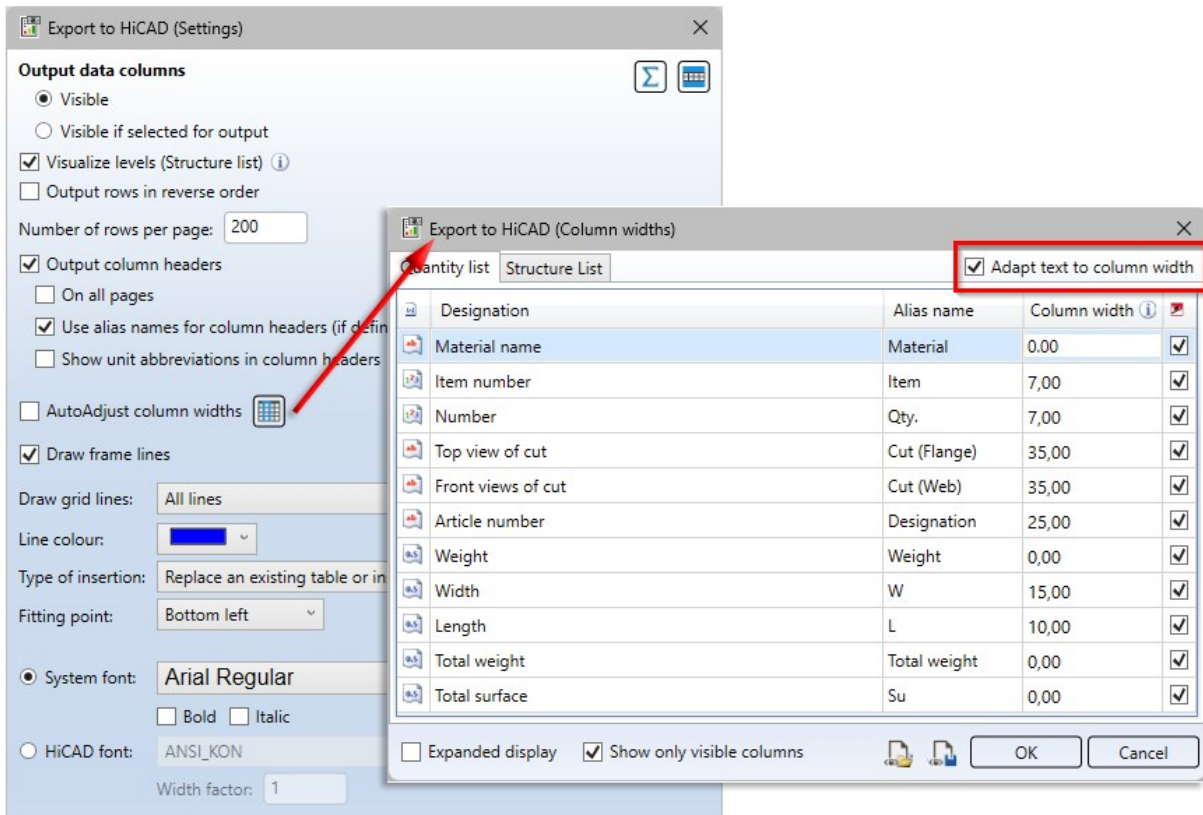 Export to HiCAD (Settings)
Output data columns
Visible
Visible if selected for output
Visualize levels (Structure list)
Output rows in reverse order
Number of rows per page: 200
Output column headers
On all pages
Use alias names for column headers (if defin
Show unit abbreviations in column headers
AutoAdjust column widths
Draw frame lines
Draw grid lines: All lines
Line colour:
Type of insertion: Replace an existing table or in
Fitting point: Bottom left
System font: Arial Regular
Bold Italic
HiCAD font: ANSI_KON
Width factor: 1
Export to HiCAD (Column widths)
Quantity list Structure List Adapt text to column width
Designation Alias name Column width
Material name Material 0.00
Item number Item 7,00
Number Qty. 7,00
Top view of cut Cut (Flange) 35,00
Front views of cut Cut (Web) 35,00
Article number Designation 25,00
Weight Weight 0,00
Width W 15,00
Length L 10,00
Total weight Total weight 0,00
Total surface Su 0,00
Expanded display Show only visible columns OK Cancel